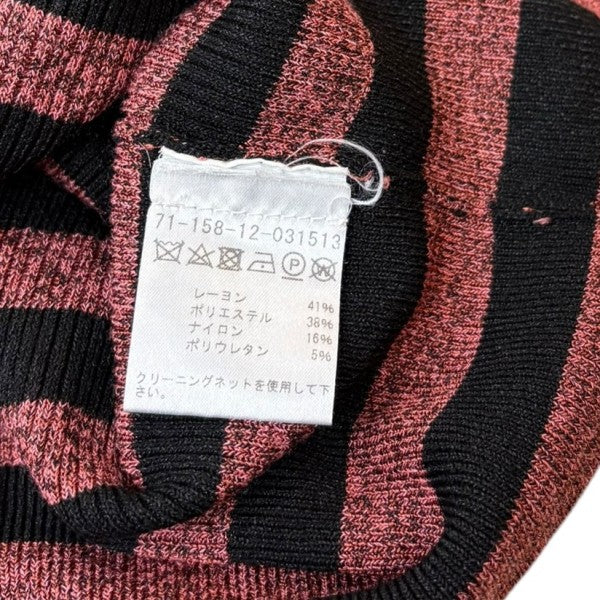 71-158-12-031513
P W
レーヨン 41%
ポリエステル 38%
ナイロン 16%
ポリウレタン 5%
クリーニングネットを使用して下
さい。